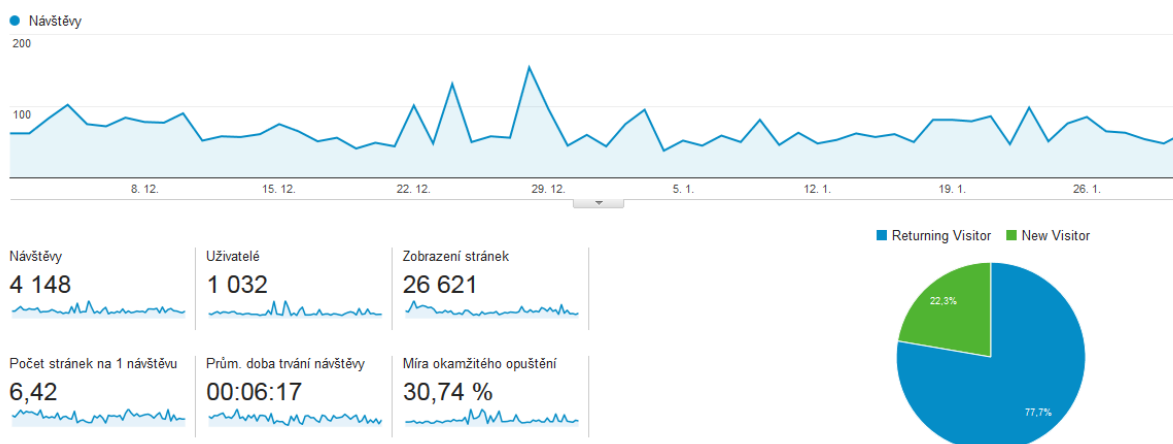 Návštěvy
200
100
8. 12.
15. 12.
22. 12.
29. 12.
5. 1.
12. 1.
19. 1.
26. 1.
Returning Visitor
New Visitor
Návštěvy
Uživatelé
Zobrazení stránek
4 148
1 032
26 621
22,3%
Počet stránek na 1 návštěvu
Prům. doba trvání návštěvy
Míra okamžitého opuštění
6,42
00:06:17
30,74 %
77,7%